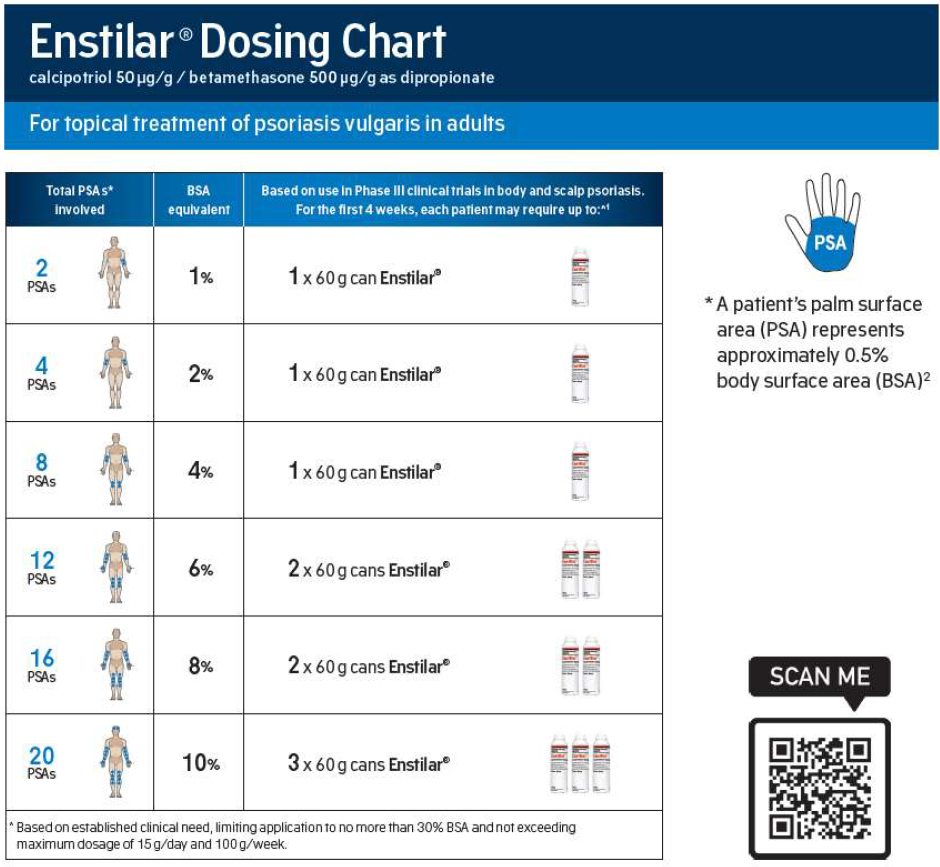 Enstilar® Dosing Chart
calcipotriol 50 µg/g / betamethasone 500 µg/g as dipropionate
For topical treatment of psoriasis vulgaris in adults
Total PSAs*
involved
BSA
equivalent
Based on use in Phase III clinical trials in body and scalp psoriasis.
For the first 4 weeks, each patient may require up to:^1
2
PSAs
1%
1 x 60 g can Enstilar®
4
PSAs
2%
1 x 60 g can Enstilar®
8
PSAs
4%
1 x 60 g can Enstilar®
12
PSAs
6%
2 x 60 g cans Enstilar®
16
PSAs
8%
2 x 60 g cans Enstilar®
20
PSAs
10%
3 x 60 g cans Enstilar®
^ Based on established clinical need, limiting application to no more than 30% BSA and not exceeding
maximum dosage of 15 g/day and 100 g/week.
PSA
* A patient's palm surface
area (PSA) represents
approximately 0.5%
body surface area (BSA)2
SCAN ME